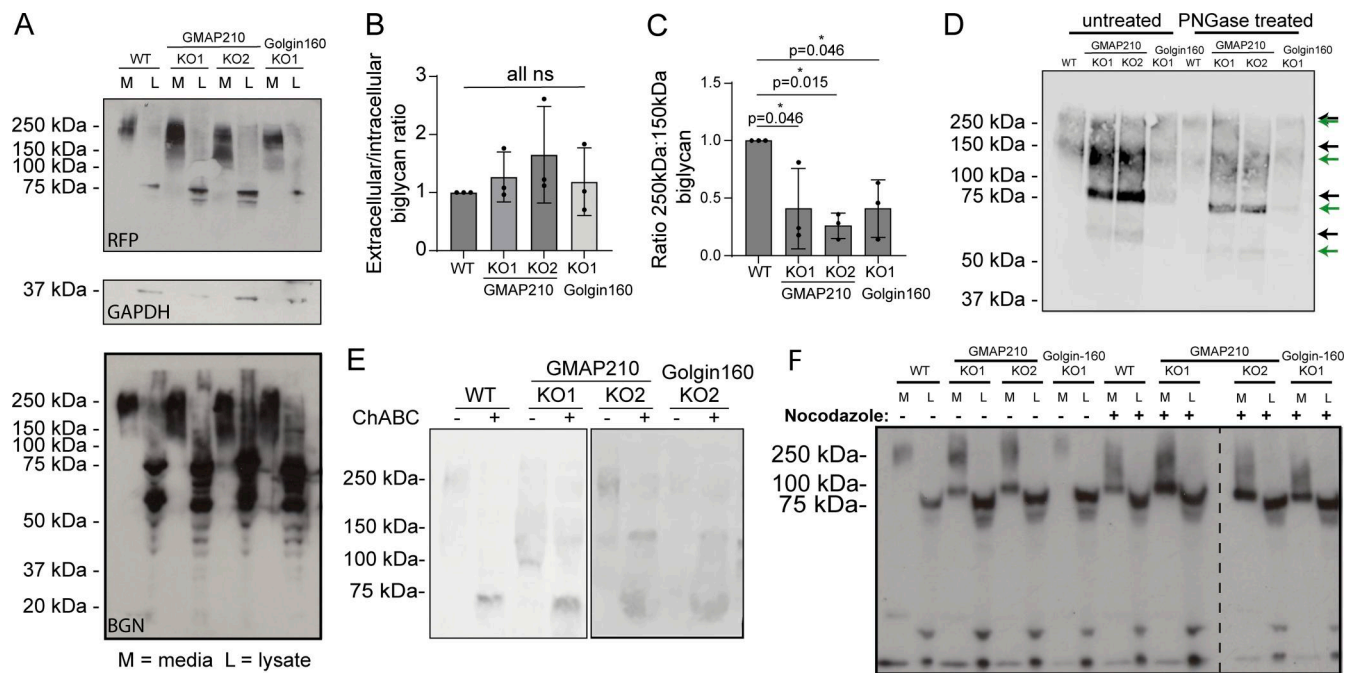 A
GMAP210
WT KO1 KO2 Golgin160 KO1
M L M L M L M L
250 kDa -
150 kDa -
100 kDa -
75 kDa -
RFP
37 kDa -
GAPDH
250 kDa -
150 kDa -
100 kDa -
75 kDa -
50 kDa -
37 kDa -
20 kDa -
BGN
M = media L = lysate
B
all ns
Extracellular/intracellular
biglycan ratio
3
2
1
0
WT KO1 KO2 KO1
GMAP210 Golgin160
C
*
p=0.046
*
p=0.015
*
p=0.046
Ratio 250kDa:150kDa
biglycan
1.5
1.0
0.5
0.0
WT KO1 KO2 KO1
GMAP210 Golgin160
D
untreated PNGase treated
GMAP210 Golgin160 GMAP210 Golgin160
WT KO1 KO2 KO1 WT KO1 KO2 KO1
250 kDa -
150 kDa -
100 kDa -
75 kDa -
50 kDa -
37 kDa -
E
GMAP210 Golgin160
WT KO1 KO2 KO2
ChABC - + - + - + - +
250 kDa-
150 kDa-
100 kDa-
75 kDa-
F
GMAP210 Golgin-160 GMAP210 Golgin-160
WT KO1 KO2 KO1 WT KO1 KO2 KO1
M L M L M L M L M L M L M L M L
Nocodazole: - - - - - - - - + + + + + + + +
250 kDa-
100 kDa-
75 kDa-